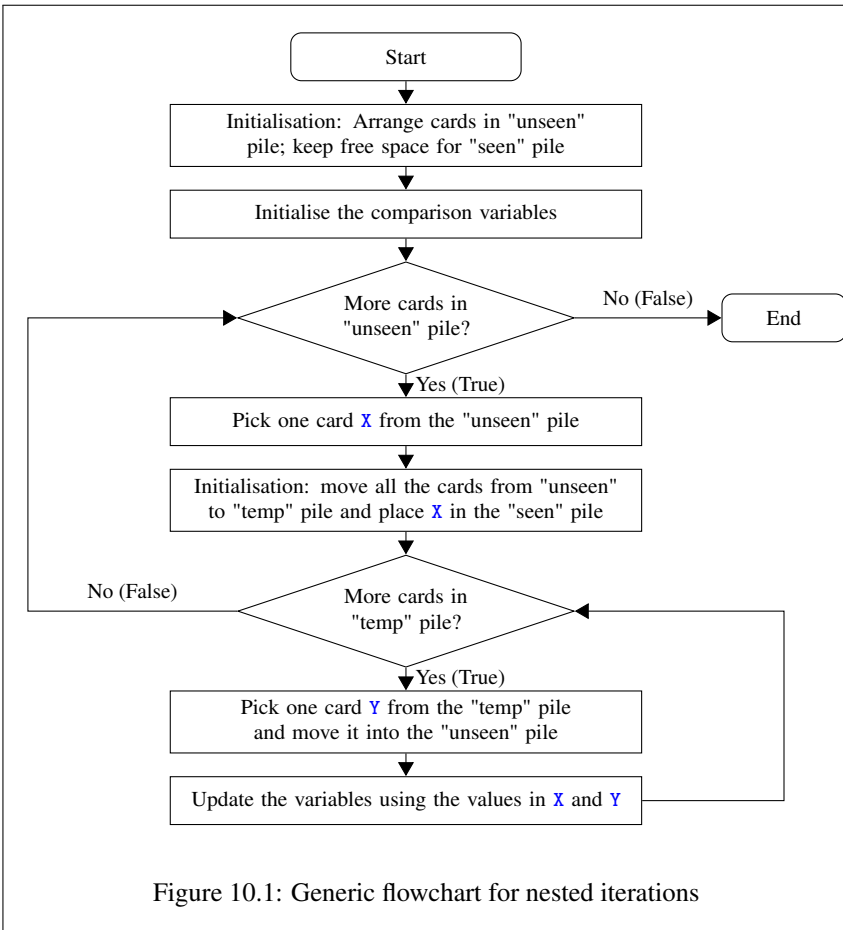 Start
Initialisation: Arrange cards in "unseen"
pile; keep free space for "seen" pile
Initialise the comparison variables
More cards in
"unseen" pile?
No (False)
End
Yes (True)
Pick one card X from the "unseen" pile
Initialisation: move all the cards from "unseen"
to "temp" pile and place X in the "seen" pile
No (False)
More cards in
"temp" pile?
Yes (True)
Pick one card Y from the "temp" pile
and move it into the "unseen" pile
Update the variables using the values in X and Y
Figure 10.1: Generic flowchart for nested iterations